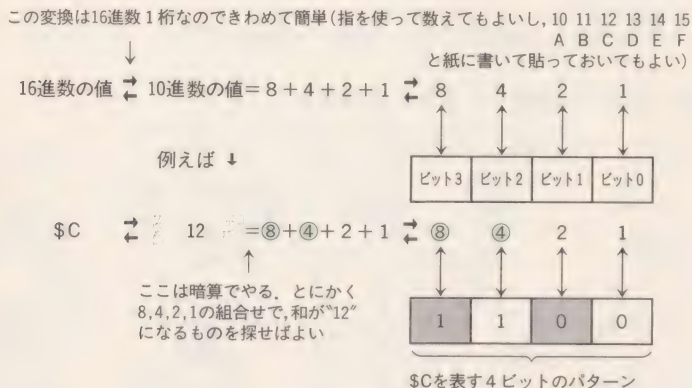 この変換は16進数1桁なのできわめて簡単(指を使って数えてもよいし, 10 11 12 13 14 15
A B C D E F
と紙に書いて貼っておいてもよい)
↓
16進数の値 ⇄ 10進数の値=8+4+2+1 ⇄ 8 4 2 1
例えば ⬇
ビット3 ビット2 ビット1 ビット0
$C ⇄ 12 =⑧+④+2+1 ⇄ ⑧ ④ 2 1
↑
ここは暗算でやる.とにかく
8,4,2,1の組合せで,和が"12"
になるものを探せばよい
1 1 0 0
$Cを表す4ビットのパターン